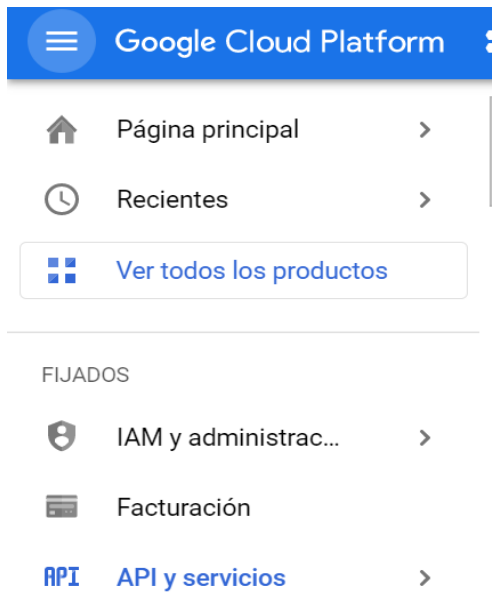 Google Cloud Platform
Página principal
Recientes
Ver todos los productos
FIJADOS
IAM y administrac...
Facturación
API API y servicios